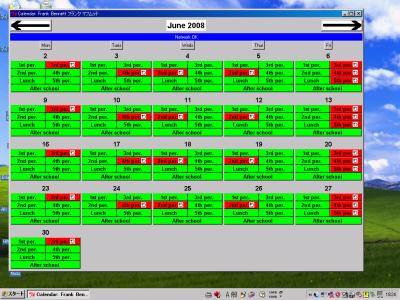 Calendar Frank Bennett フランク
June 2008
Network OK
Mon Tues Weds Thul Fri
2 3 4 5 6
1st per. 3rd per. 1st per. 3rd per. 1st per. 3rd per. 1st per. 3rd per. 1st per. 3rd per.
2nd per. 4th per. 2nd per. 4th per. 2nd per. 4th per. 2nd per. 4th per. 2nd per. 4th per.
Lunch 5th per. Lunch 5th per. Lunch 5th per. Lunch 5th per. Lunch 5th per.
After school After school After school After school After school
9 10 11 12 13
1st per. 3rd per. 1st per. 3rd per. 1st per. 3rd per. 1st per. 3rd per. 1st per. 3rd per.
2nd per. 4th per. 2nd per. 4th per. 2nd per. 4th per. 2nd per. 4th per. 2nd per. 4th per.
Lunch 5th per. Lunch 5th per. Lunch 5th per. Lunch 5th per. Lunch 5th per.
After school After school After school After school After school
16 17 18 19 20
1st per. 3rd per. 1st per. 3rd per. 1st per. 3rd per. 1st per. 3rd per. 1st per. 3rd per.
2nd per. 4th per. 2nd per. 4th per. 2nd per. 4th per. 2nd per. 4th per. 2nd per. 4th per.
Lunch 5th per. Lunch 5th per. Lunch 5th per. Lunch 5th per. Lunch 5th per.
After school After school After school After school After school
23 24 25 26 27
1st per. 3rd per. 1st per. 3rd per. 1st per. 3rd per. 1st per. 3rd per. 1st per. 3rd per.
2nd per. 4th per. 2nd per. 4th per. 2nd per. 4th per. 2nd per. 4th per. 2nd per. 4th per.
Lunch 5th per. Lunch 5th per. Lunch 5th per. Lunch 5th per. Lunch 5th per.
After school After school After school After school After school
30
1st per. 3rd per.
2nd per. 4th per.
Lunch 5th per.
After school
スタート Calendar: Frank Ben...